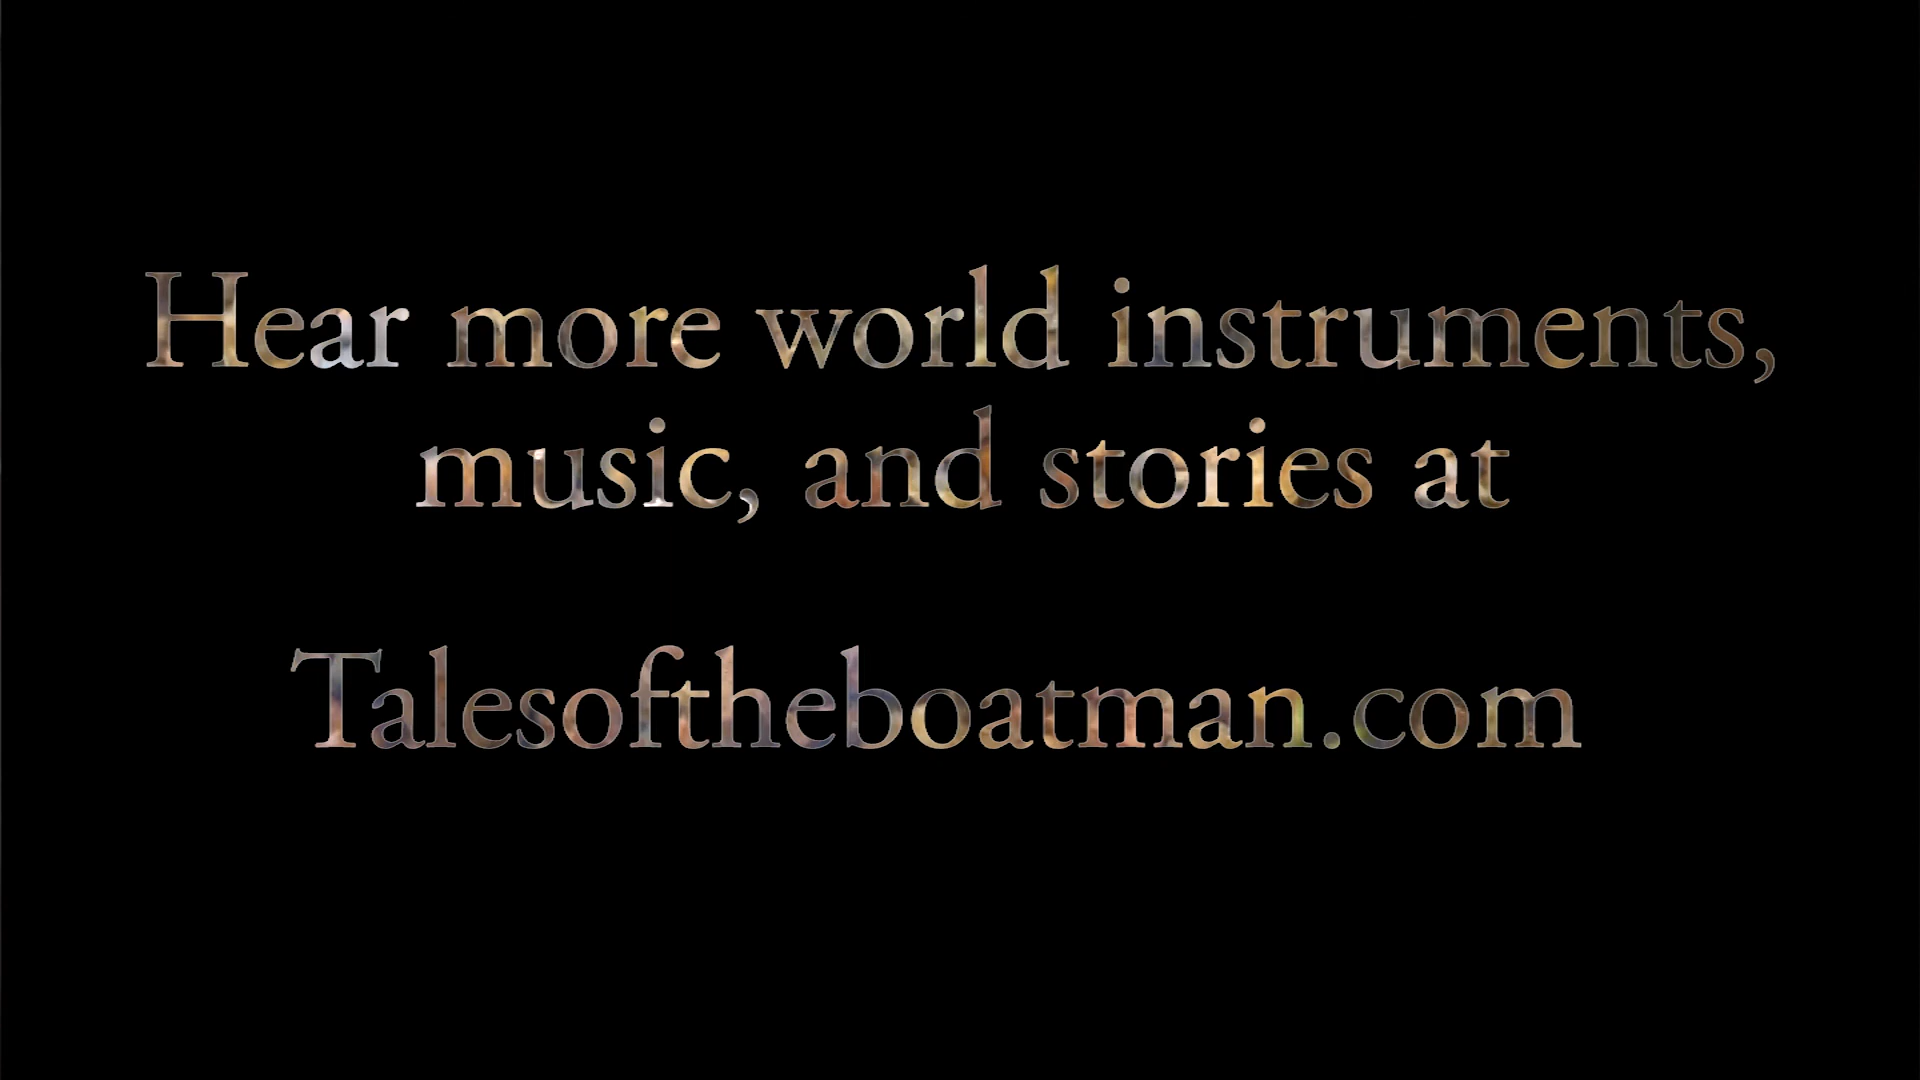 Hear more world instruments,
music, and stories at
Talesoftheboatman.com